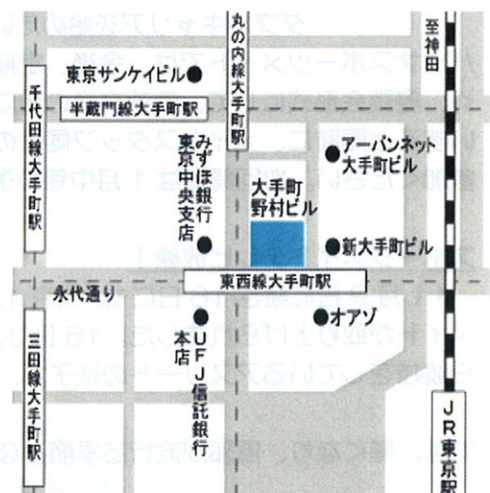 至神田
丸の内線大手町駅
東京サンケイビル
半蔵門線大手町駅
千代田線大手町駅
アーバンネット
大手町ビル
みずほ銀行
東京中央支店
大手町
野村ビル
新大手町ビル
東西線大手町駅
永代通り
オアゾ
三田線大手町駅
UFJ信託銀行
本店
JR東京駅